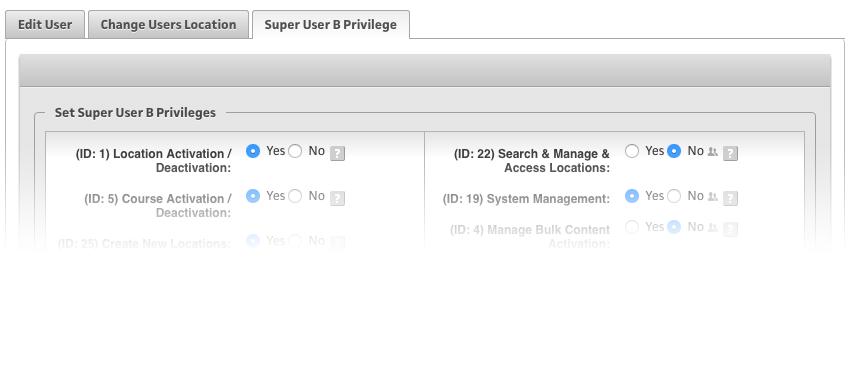 Edit User
Change Users Location
Super User B Privilege
Set Super User B Privileges
(ID: 1) Location Activation /
Deactivation:
Yes No ?
(ID: 5) Course Activation /
Deactivation:
Yes No ?
(ID: 25) Create New Locations:
Yes No ?
(ID: 22) Search & Manage &
Access Locations:
Yes No ?
(ID: 19) System Management:
Yes No ?
(ID: 4) Manage Bulk Content
Activation:
Yes No ?